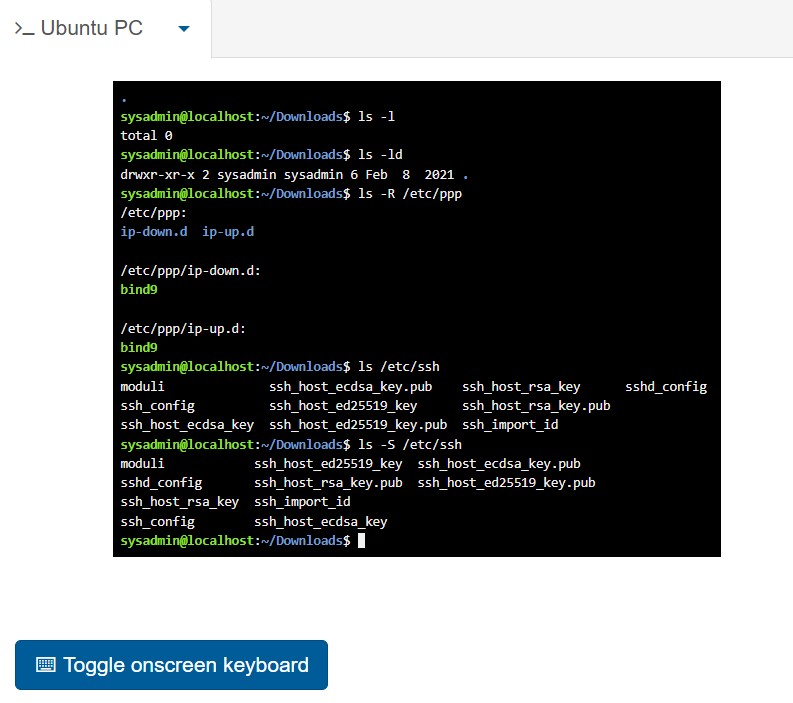 >_ Ubuntu PC
.
sysadmin@localhost:~/Downloads$ ls -l
total 0
sysadmin@localhost:~/Downloads$ ls -ld
drwxr-xr-x 2 sysadmin sysadmin 6 Feb  8  2021 .
sysadmin@localhost:~/Downloads$ ls -R /etc/ppp
/etc/ppp:
ip-down.d  ip-up.d
/etc/ppp/ip-down.d:
bind9
/etc/ppp/ip-up.d:
bind9
sysadmin@localhost:~/Downloads$ ls /etc/ssh
moduli              ssh_host_ecdsa_key.pub    ssh_host_rsa_key      sshd_config
ssh_config          ssh_host_ed25519_key      ssh_host_rsa_key.pub
ssh_host_ecdsa_key  ssh_host_ed25519_key.pub  ssh_import_id
sysadmin@localhost:~/Downloads$ ls -S /etc/ssh
moduli            ssh_host_ed25519_key  ssh_host_ecdsa_key.pub
sshd_config       ssh_host_rsa_key.pub  ssh_host_ed25519_key.pub
ssh_host_rsa_key  ssh_import_id
ssh_config        ssh_host_ecdsa_key
sysadmin@localhost:~/Downloads$
Toggle onscreen keyboard